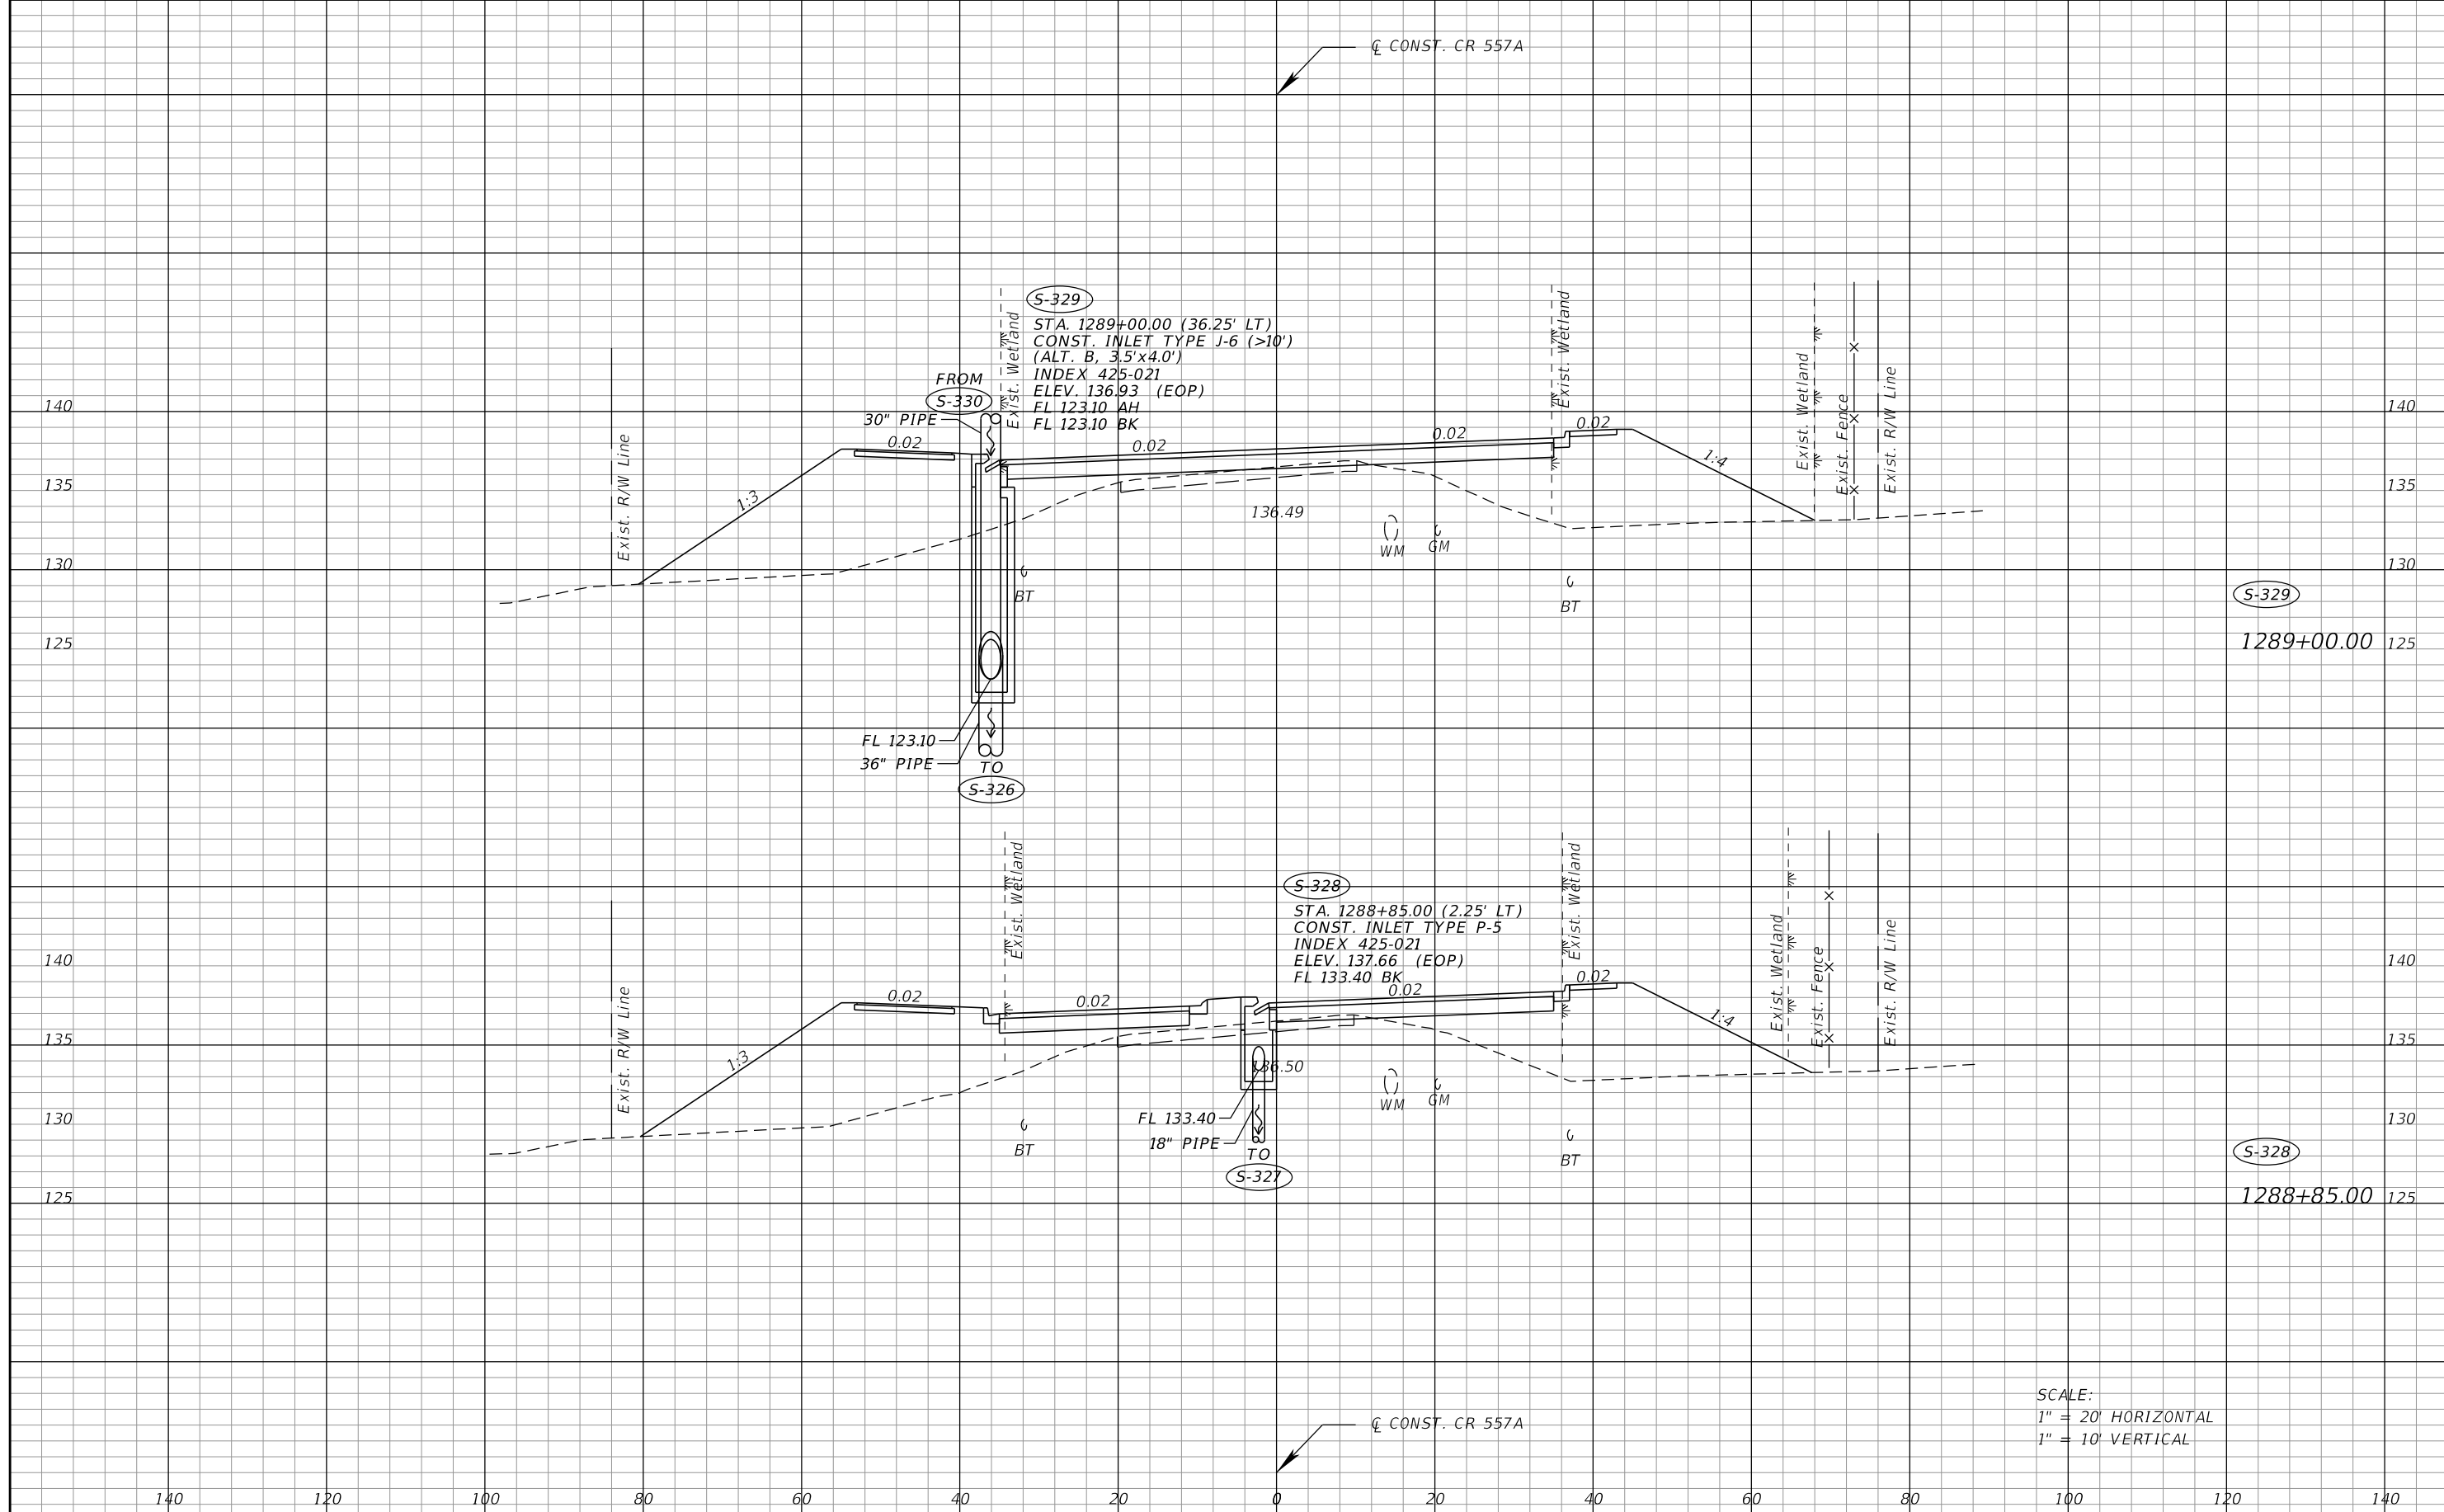 ℄ CONST. CR 557A
S-329
STA. 1289+00.00 (36.25' LT)
CONST. INLET TYPE J-6 (>10')
(ALT. B, 3.5'x4.0')
INDEX 425-021
ELEV. 136.93 (EOP)
FL 123.10 AH
FL 123.10 BK
FROM
S-330
30" PIPE
Exist. R/W Line
Exist. Wetland
Exist. Wetland
Exist. Wetland
Exist. Fence
Exist. R/W Line
140
140
0.02
0.02
0.02
0.02
1:3
1:4
135
135
136.49
WM
GM
130
130
BT
BT
S-329
125
1289+00.00
125
FL 123.10
36" PIPE
TO
S-326
S-328
STA. 1288+85.00 (2.25' LT)
CONST. INLET TYPE P-5
INDEX 425-021
ELEV. 137.66 (EOP)
FL 133.40 BK
Exist. R/W Line
Exist. Wetland
Exist. Wetland
Exist. Wetland
Exist. Fence
Exist. R/W Line
140
140
0.02
0.02
0.02
0.02
1:3
1:4
135
135
136.50
WM
GM
130
130
FL 133.40
18" PIPE
TO
S-327
BT
BT
S-328
125
1288+85.00
125
℄ CONST. CR 557A
SCALE:
1" = 20' HORIZONTAL
1" = 10' VERTICAL
140 120 100 80 60 40 20 0 20 40 60 80 100 120 140